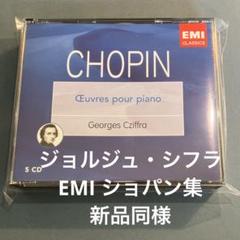 EMI
CLASSICS
CHOPIN
Œuvres pour piano
Georges Cziffra
5 CD
ジョルジュ・シフラ
EMI ショパン集
新品同様